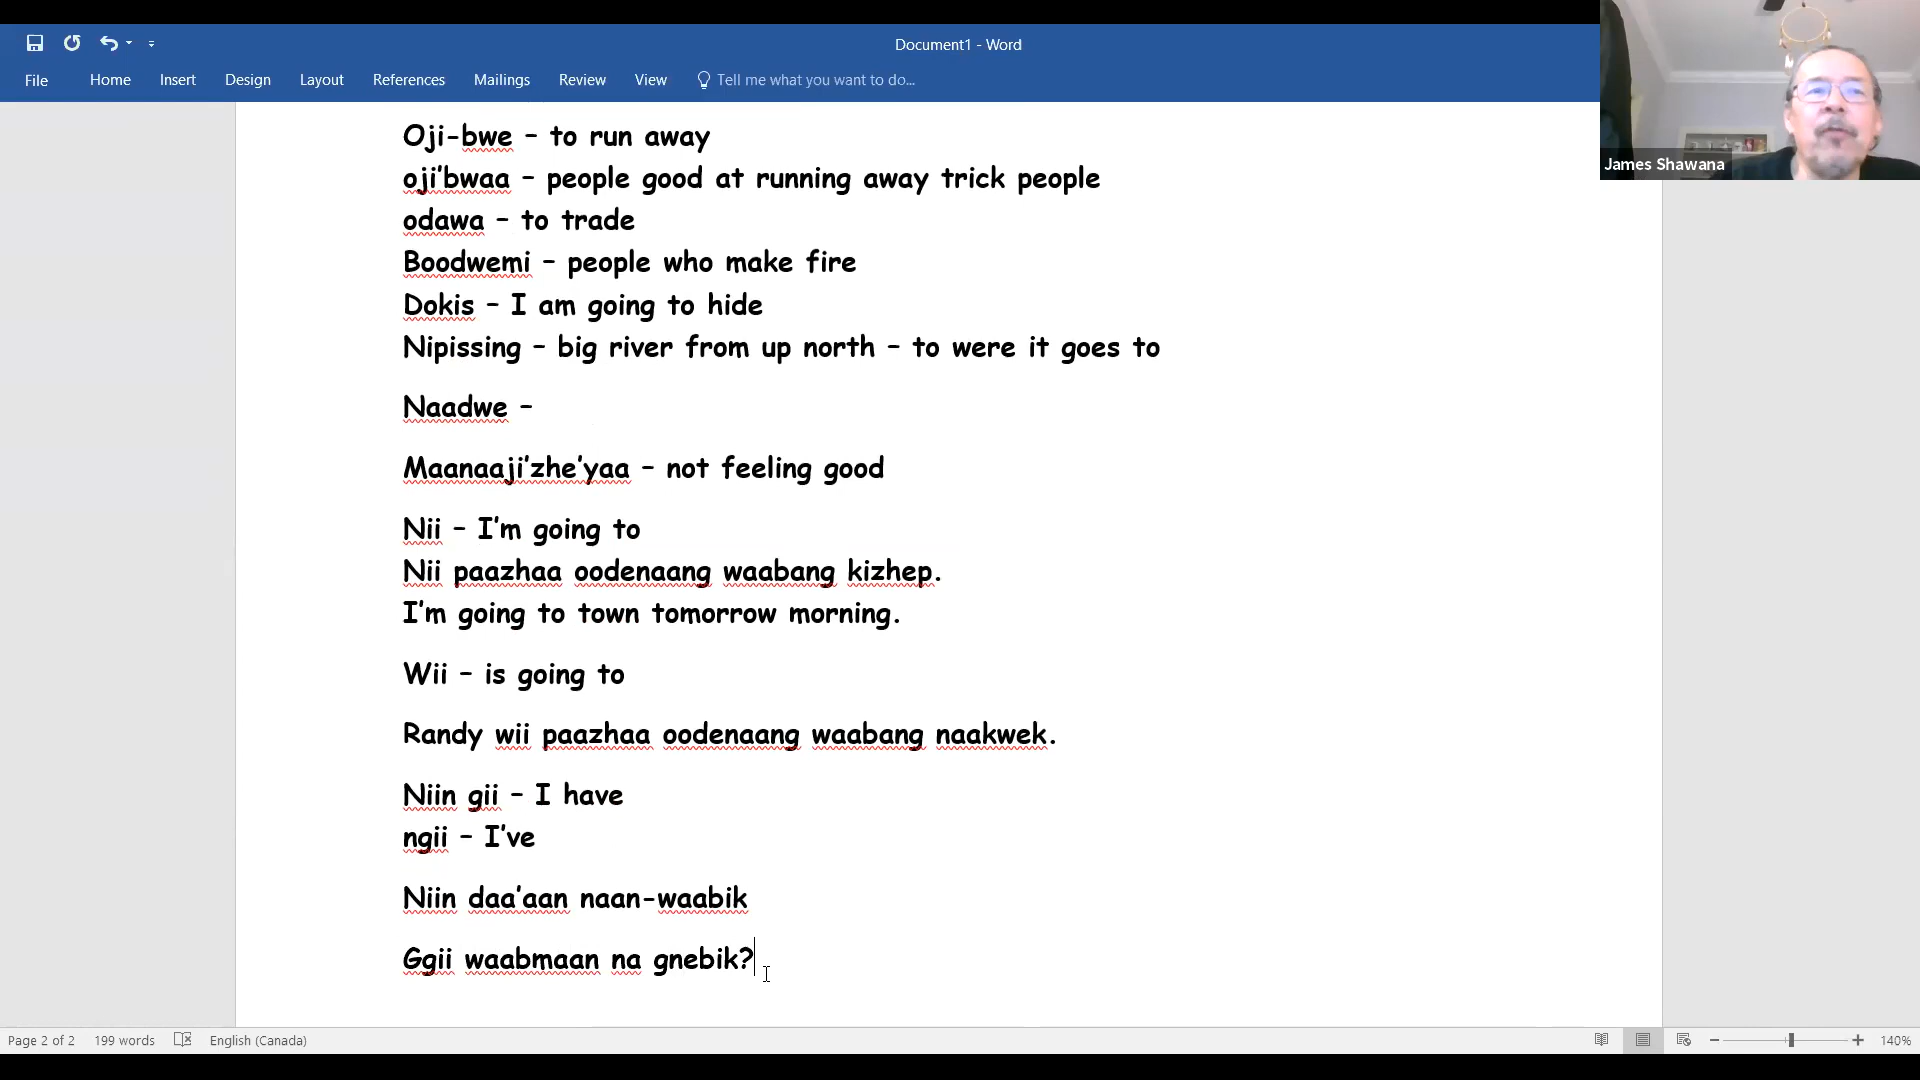 Document1 - Word
File Home Insert Design Layout References Mailings Review View Tell me what you want to do...
James Shawana
Oji-bwe – to run away
oji'bwaa – people good at running away trick people
odawa – to trade
Boodwemi – people who make fire
Dokis – I am going to hide
Nipissing – big river from up north – to were it goes to
Naadwe –
Maanaaji'zhe'yaa – not feeling good
Nii – I'm going to
Nii paazhaa oodenaang waabang kizhep.
I'm going to town tomorrow morning.
Wii – is going to
Randy wii paazhaa oodenaang waabang naakwek.
Niin gii – I have
ngii – I've
Niin daa'aan naan-waabik
Ggii waabmaan na gnebik?
Page 2 of 2 199 words English (Canada) 140%